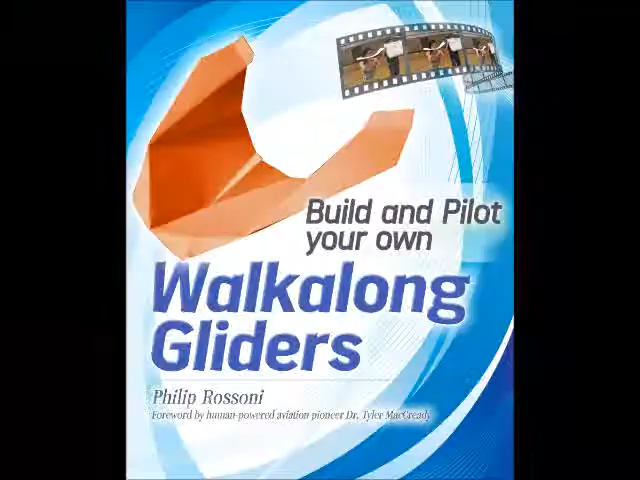 Build and Pilot
your own
Walkalong
Gliders
Philip Rossoni
Foreword by human-powered aviation pioneer Dr. Tyler MacCready